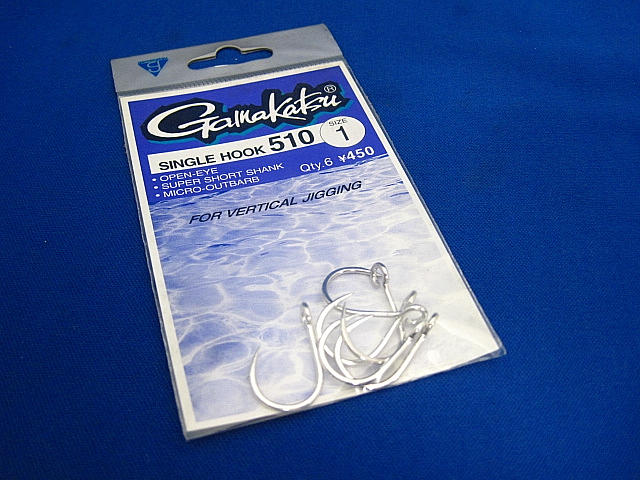 Gamakatsu®
SINGLE HOOK 510
SIZE
1
• OPEN-EYE
• SUPER SHORT SHANK
• MICRO-OUTBARB
Qty.6 ¥450
FOR VERTICAL JIGGING